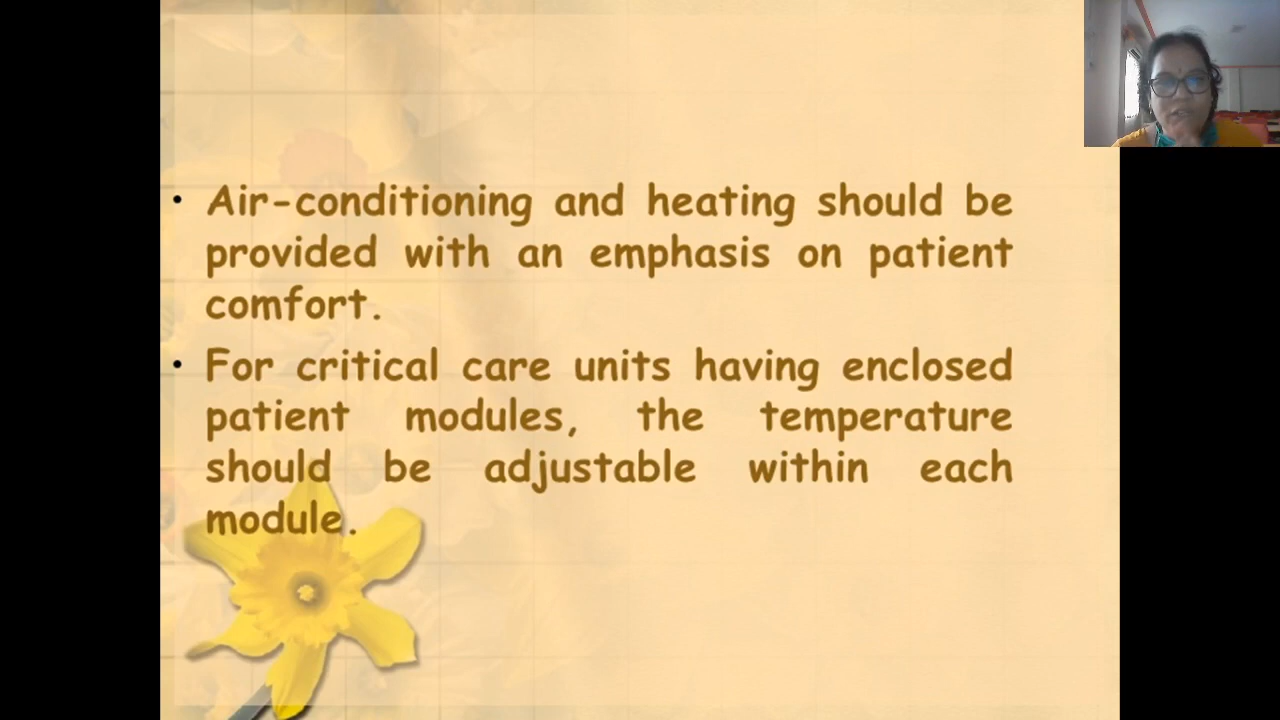 • Air-conditioning and heating should be
provided with an emphasis on patient
comfort.
• For critical care units having enclosed
patient modules, the temperature
should be adjustable within each
module.